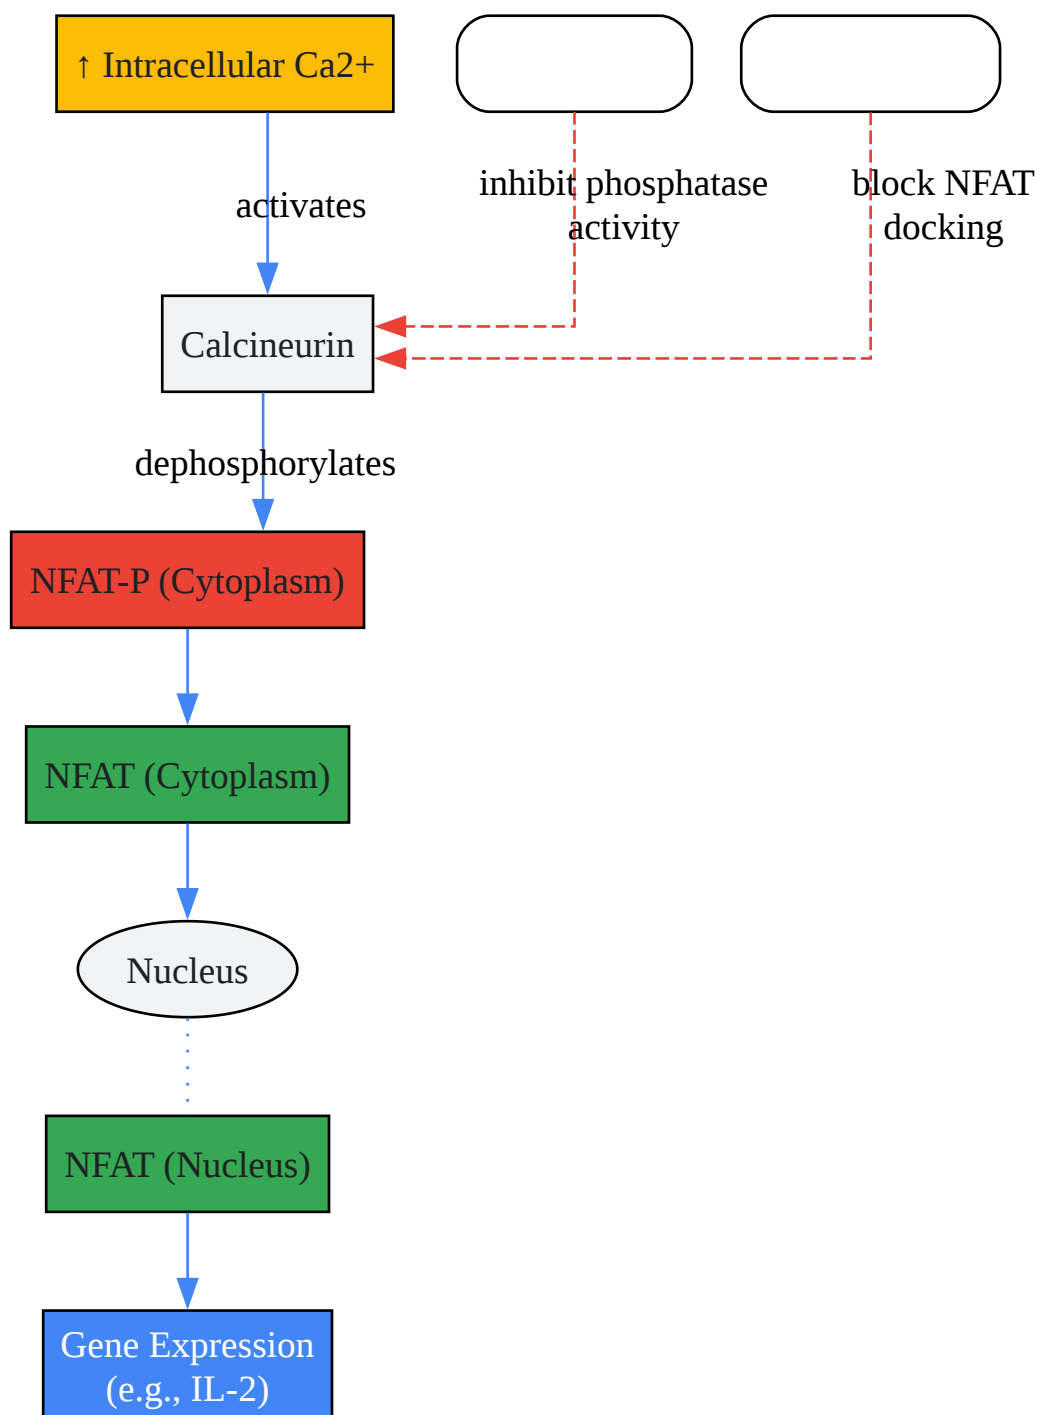 ↑ Intracellular Ca2+
inhibit phosphatase
activity
block NFAT
docking
activates
Calcineurin
dephosphorylates
NFAT-P (Cytoplasm)
NFAT (Cytoplasm)
Nucleus
NFAT (Nucleus)
Gene Expression
(e.g., IL-2)